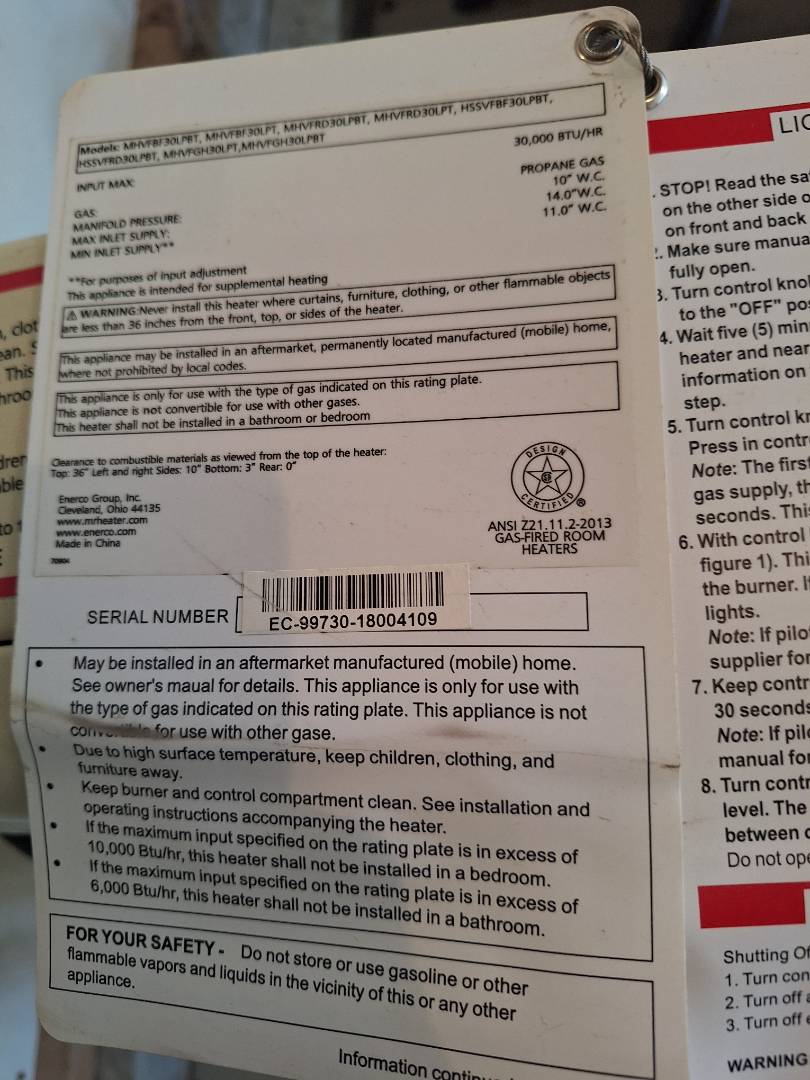 Models: MHVFBF30LPBT, MHVFBF30LPT, MHVFRD30LPBT, MHVFRD30LPT, HSSVFBF30LPBT,
HSSVFRD30LPBT, MHVFGH30LPT,MHVFGH30LPBT
INPUT MAX: 30,000 BTU/HR
GAS: PROPANE GAS
MANIFOLD PRESSURE: 10" W.C.
MAX INLET SUPPLY: 14.0"W.C.
MIN INLET SUPPLY** 11.0" W.C.
**For purposes of input adjustment
This appliance is intended for supplemental heating
⚠ WARNING:Never install this heater where curtains, furniture, clothing, or other flammable objects
are less than 36 inches from the front, top, or sides of the heater.
This appliance may be installed in an aftermarket, permanently located manufactured (mobile) home,
where not prohibited by local codes.
This appliance is only for use with the type of gas indicated on this rating plate.
This appliance is not convertible for use with other gases.
This heater shall not be installed in a bathroom or bedroom
Clearance to combustible materials as viewed from the top of the heater:
Top: 36" Left and right Sides: 10" Bottom: 3" Rear: 0"
Enerco Group, Inc.
Cleveland, Ohio 44135
www.mrheater.com
www.enerco.com
Made in China
70904
DESIGN
CERTIFIED ®
ANSI Z21.11.2-2013
GAS-FIRED ROOM
HEATERS
SERIAL NUMBER EC-99730-18004109
• May be installed in an aftermarket manufactured (mobile) home.
See owner's maual for details. This appliance is only for use with
the type of gas indicated on this rating plate. This appliance is not
convertible for use with other gase.
• Due to high surface temperature, keep children, clothing, and
furniture away.
• Keep burner and control compartment clean. See installation and
operating instructions accompanying the heater.
• If the maximum input specified on the rating plate is in excess of
10,000 Btu/hr, this heater shall not be installed in a bedroom.
• If the maximum input specified on the rating plate is in excess of
6,000 Btu/hr, this heater shall not be installed in a bathroom.
FOR YOUR SAFETY - Do not store or use gasoline or other
flammable vapors and liquids in the vicinity of this or any other
appliance.
Information
LIG
. STOP! Read the sa
on the other side o
on front and back
Make sure manua
fully open.
3. Turn control kno
to the "OFF" pos
4. Wait five (5) min
heater and near
information on
step.
5. Turn control kn
Press in contr
Note: The first
gas supply, th
seconds. This
6. With control
figure 1). Thi
the burner. I
lights.
Note: If pilo
supplier for
7. Keep contr
30 seconds
Note: If pil
manual fo
8. Turn contr
level. The
between
Do not ope
Shutting Of
1. Turn con
2. Turn off
3. Turn off
WARNING
, clot
ean. S
This
hroo